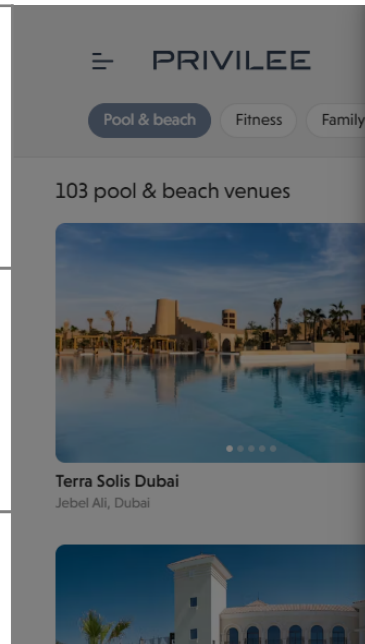 PRIVILEE
Pool & beach Fitness Family
103 pool & beach venues
Terra Solis Dubai
Jebel Ali, Dubai